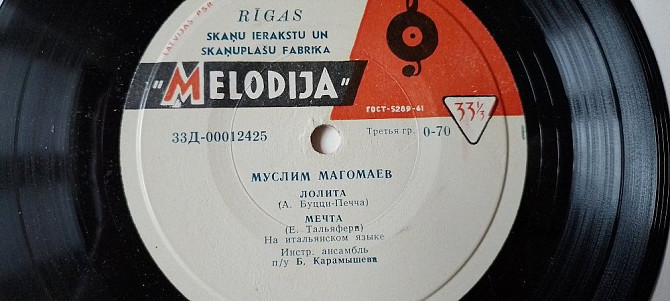 LATVIJAS PSR
RĪGAS
SKAŅU IERAKSTU UN
SKAŅUPLAŠU FABRIKA
"MELODIJA"
ГОСТ-5289-61
33⅓
33Д-00012425
Третья гр. 0-70
МУСЛИМ МАГОМАЕВ
ЛОЛИТА
(А. Буцци-Печча)
МЕЧТА
(Е. Тальяфери)
На итальянском языке
Инстр. ансамбль
п/у Б. Карамышева